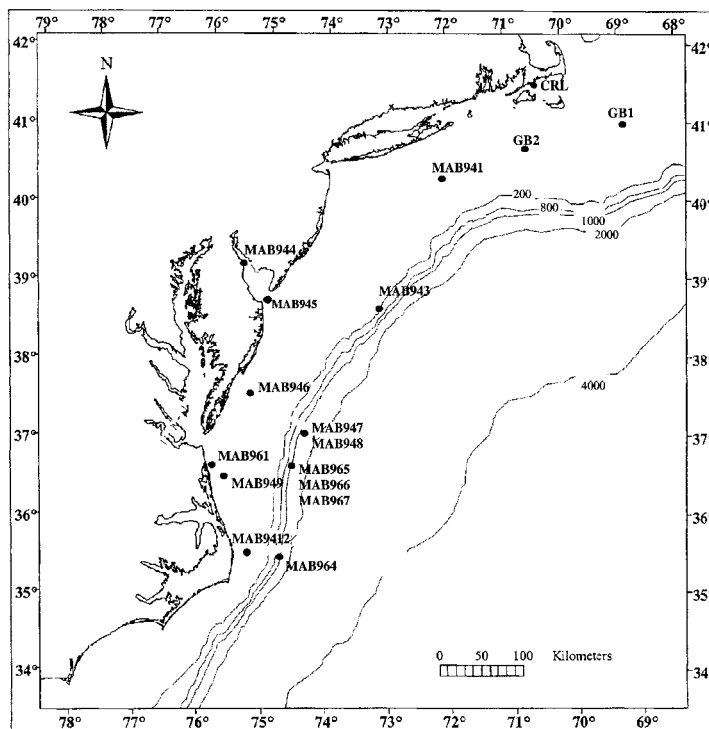 76° 75° 74° 73° 72° 71° 70° 69°
42° 42°
N
CRL
GB1
41° 41°
GB2
MAB941
40° 200 40°
800
1000
2000
MAB944
39° 39°
MAB943
MAB945
38° 38°
4000
MAB946
37° MAB947 37°
MAB948
MAB961
MAB965
MAB949 MAB966
MAB967
36° 36°
MAB9412
MAB964
35° 35°
0 50 100 Kilometers
34° 34
78° 77° 76° 75° 74° 73° 72° 71° 70° 69° 68°